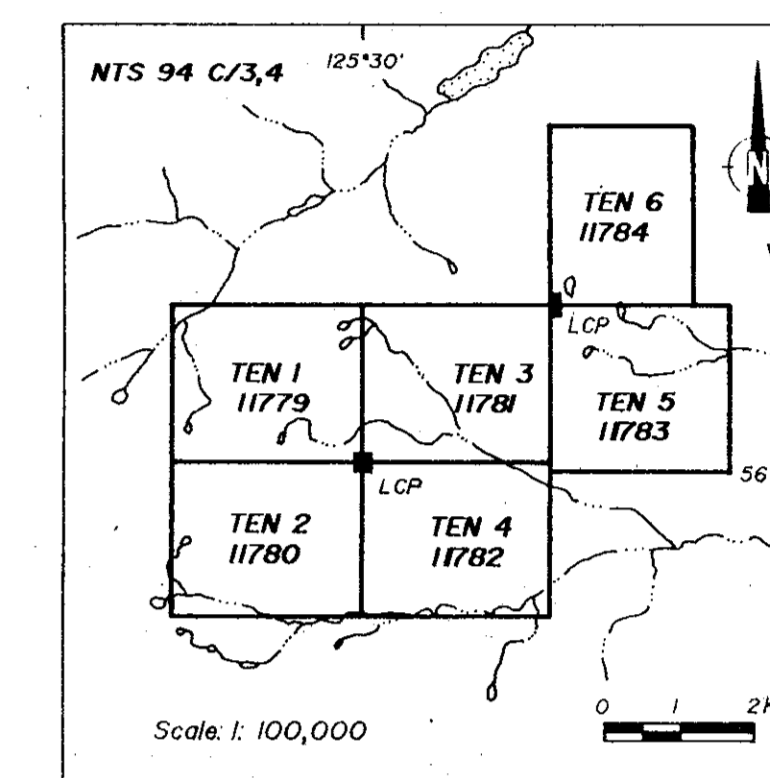 NTS 94 C/3,4
125°30'
N
TEN 6
11784
LCP
TEN 1
11779
TEN 3
11781
TEN 5
11783
LCP
56
TEN 2
11780
TEN 4
11782
Scale: 1: 100,000
0 1 2